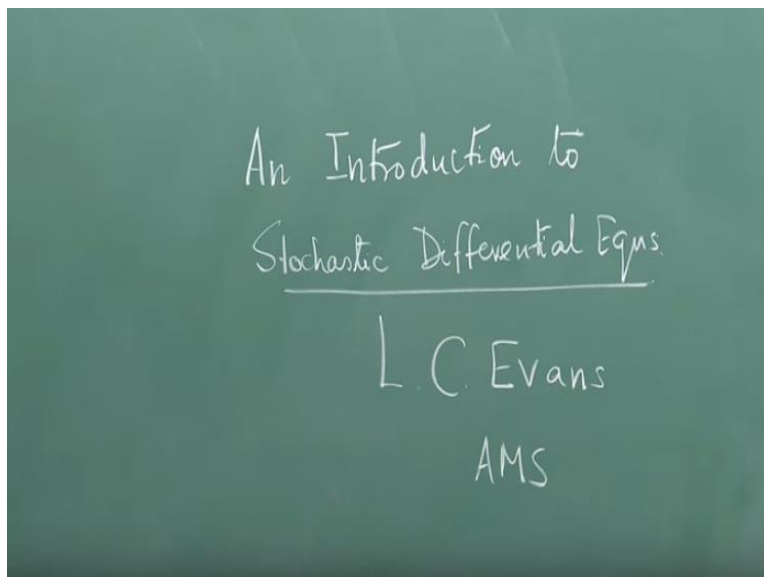 An Introduction to
Stochastic Differential Eqns.
L.C. Evans
AMS